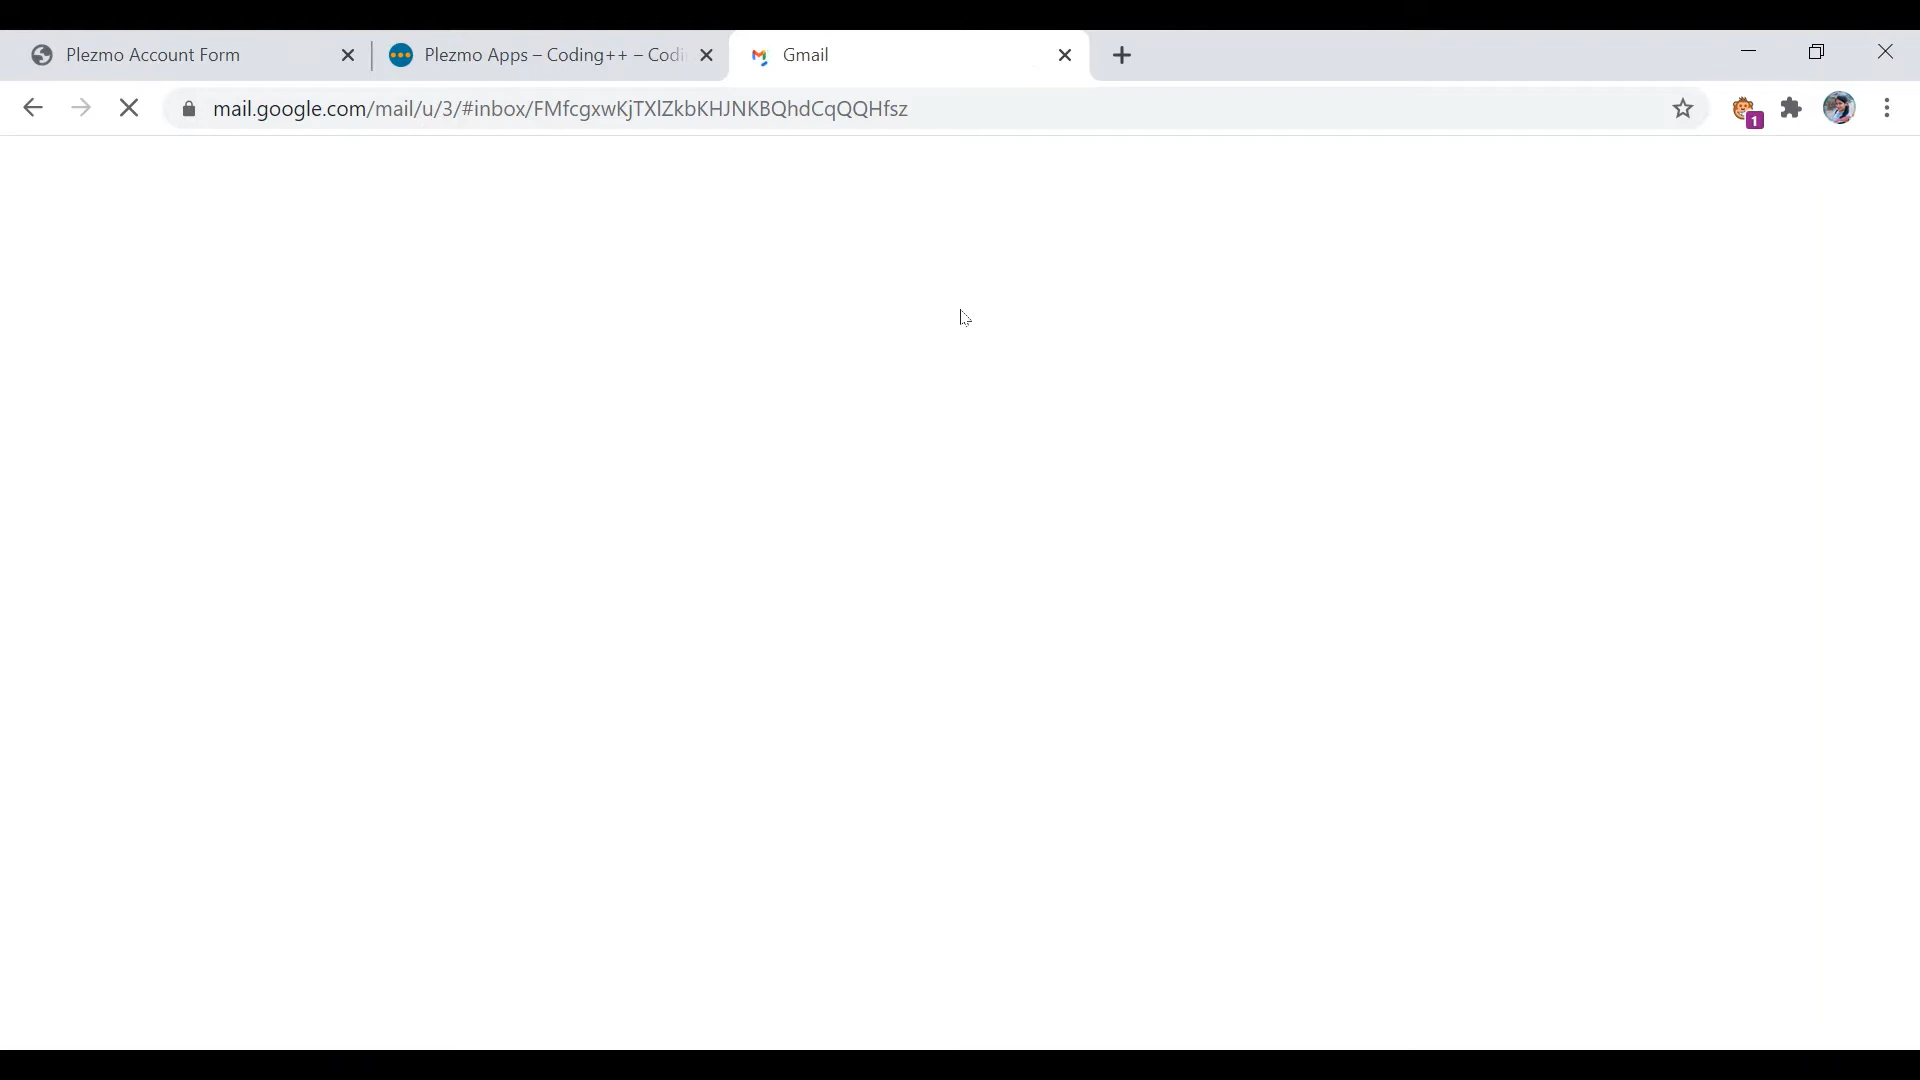 Plezmo Account Form
Plezmo Apps – Coding++ – Codi
Gmail
mail.google.com/mail/u/3/#inbox/FMfcgxwKjTXlZkbKHJNKBQhdCqQQHfsz
1